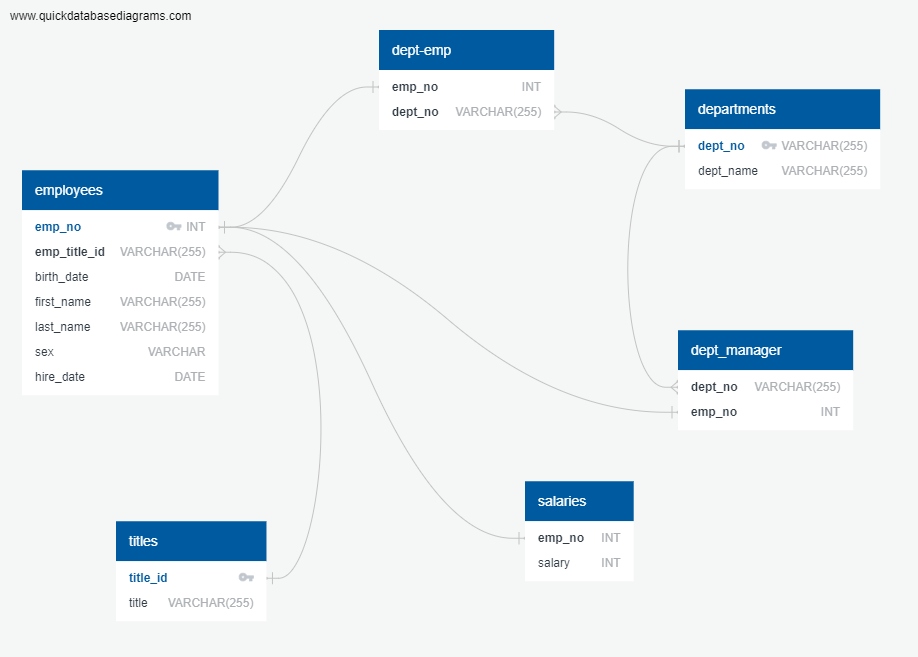 www.quickdatabasediagrams.com
dept-emp
emp_no INT
dept_no VARCHAR(255)
departments
dept_no VARCHAR(255)
dept_name VARCHAR(255)
employees
emp_no INT
emp_title_id VARCHAR(255)
birth_date DATE
first_name VARCHAR(255)
last_name VARCHAR(255)
sex VARCHAR
hire_date DATE
dept_manager
dept_no VARCHAR(255)
emp_no INT
salaries
emp_no INT
salary INT
titles
title_id
title VARCHAR(255)